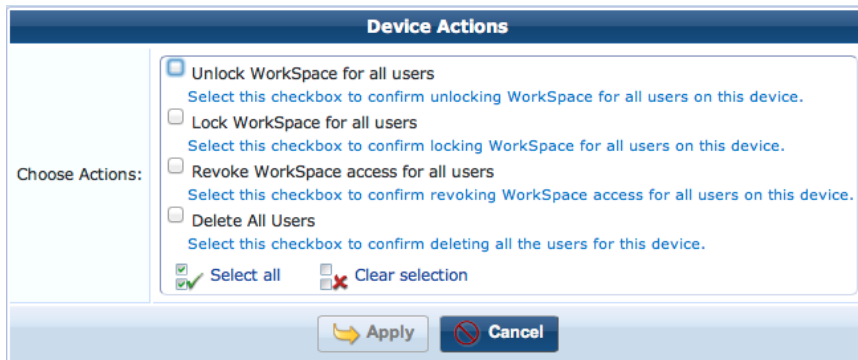 Device Actions
Choose Actions:
Unlock WorkSpace for all users
Select this checkbox to confirm unlocking WorkSpace for all users on this device.
Lock WorkSpace for all users
Select this checkbox to confirm locking WorkSpace for all users on this device.
Revoke WorkSpace access for all users
Select this checkbox to confirm revoking WorkSpace access for all users on this device.
Delete All Users
Select this checkbox to confirm deleting all the users for this device.
Select all Clear selection
Apply Cancel